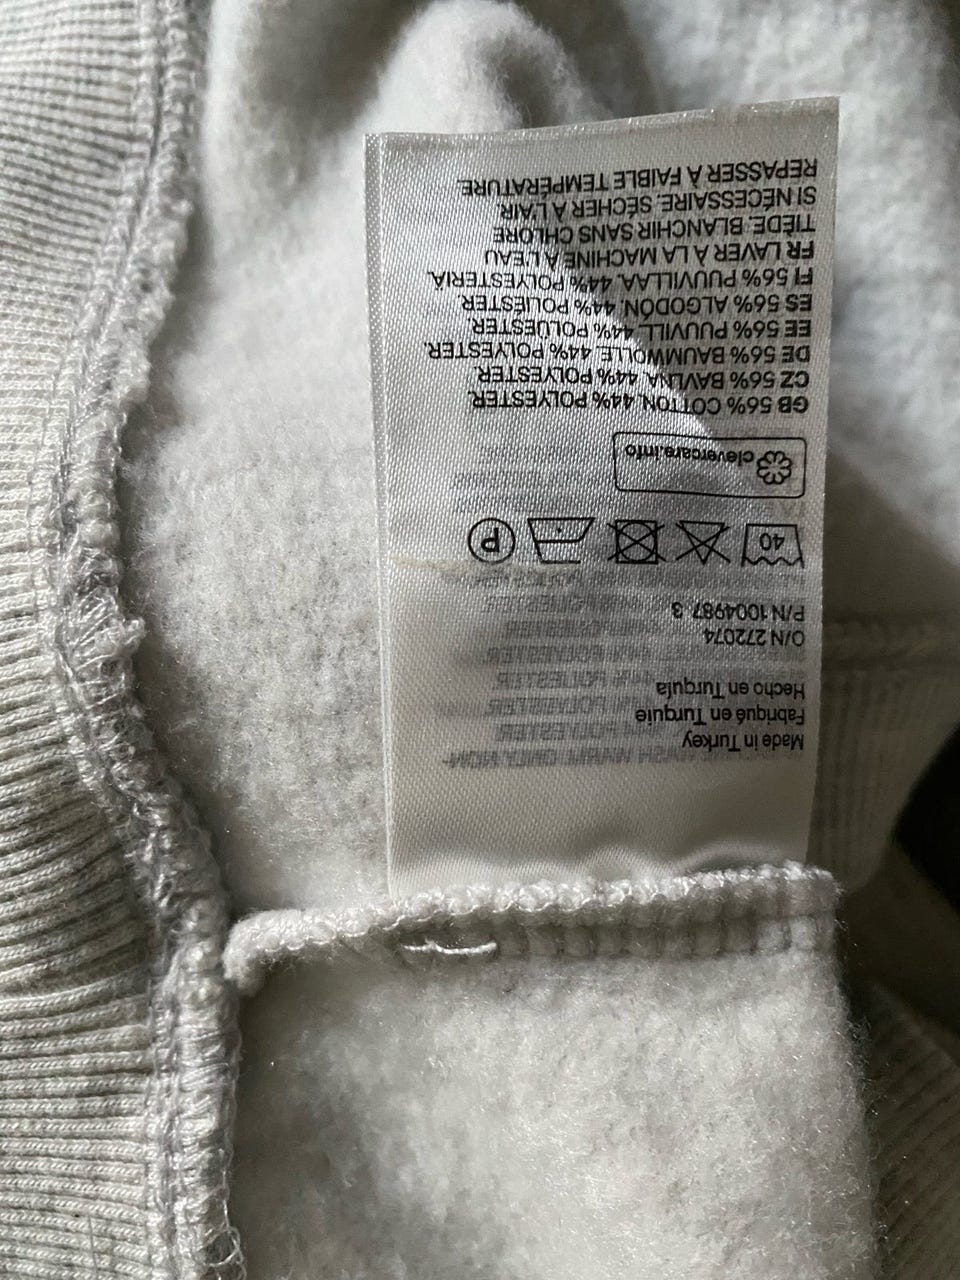 Made in Turkey
Fabriqué en Turquie
Hecho en Turquía
O/N 272074
P/N 1004987 3
40
P
clevercare.info
GB 56% COTTON 44% POLYESTER.
CZ 56% BAVLNA 44% POLYESTER.
DE 56% BAUMWOLLE 44% POLYESTER.
EE 56% PUUVILL. 44% POLÜESTER.
ES 56% ALGODÓN. 44% POLIÉSTER.
FI 56% PUUVILLAA. 44% POLYESTERIA.
FR LAVER À LA MACHINE À L'EAU
TIÈDE. BLANCHIR SANS CHLORE
SI NÉCESSAIRE. SÉCHER À L'AIR.
REPASSER À FAIBLE TEMPÉRATURE.